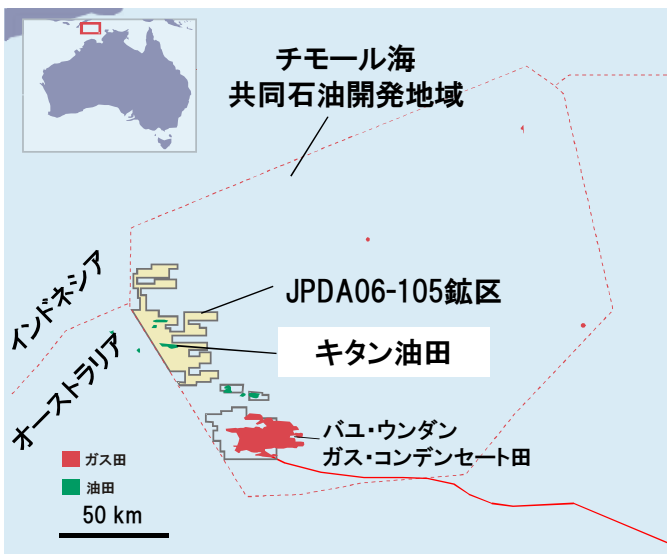 チモール海
共同石油開発地域
インドネシア
JPDA06-105鉱区
オーストラリア
キタン油田
バユ・ウンダン
ガス・コンデンセート田
ガス田
油田
50 km